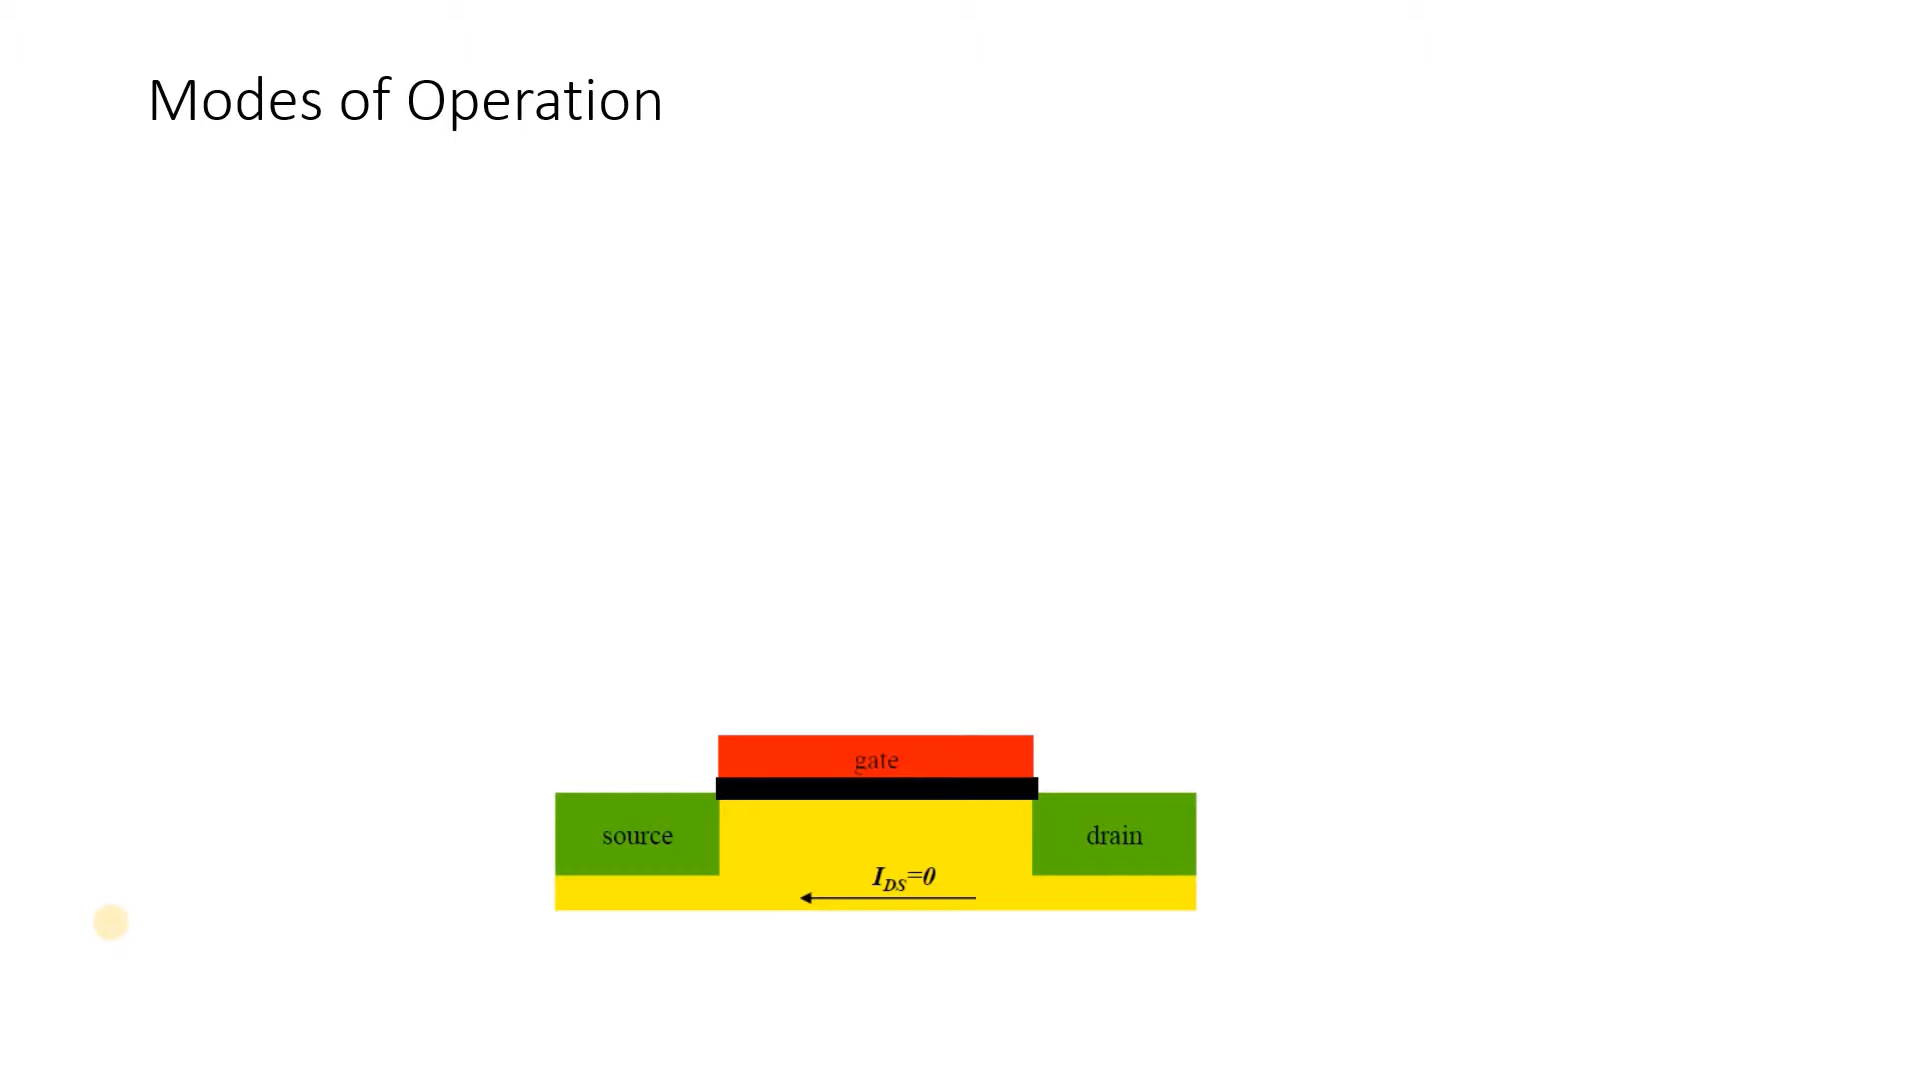 Modes of Operation
gate
source
drain
I_DS=0